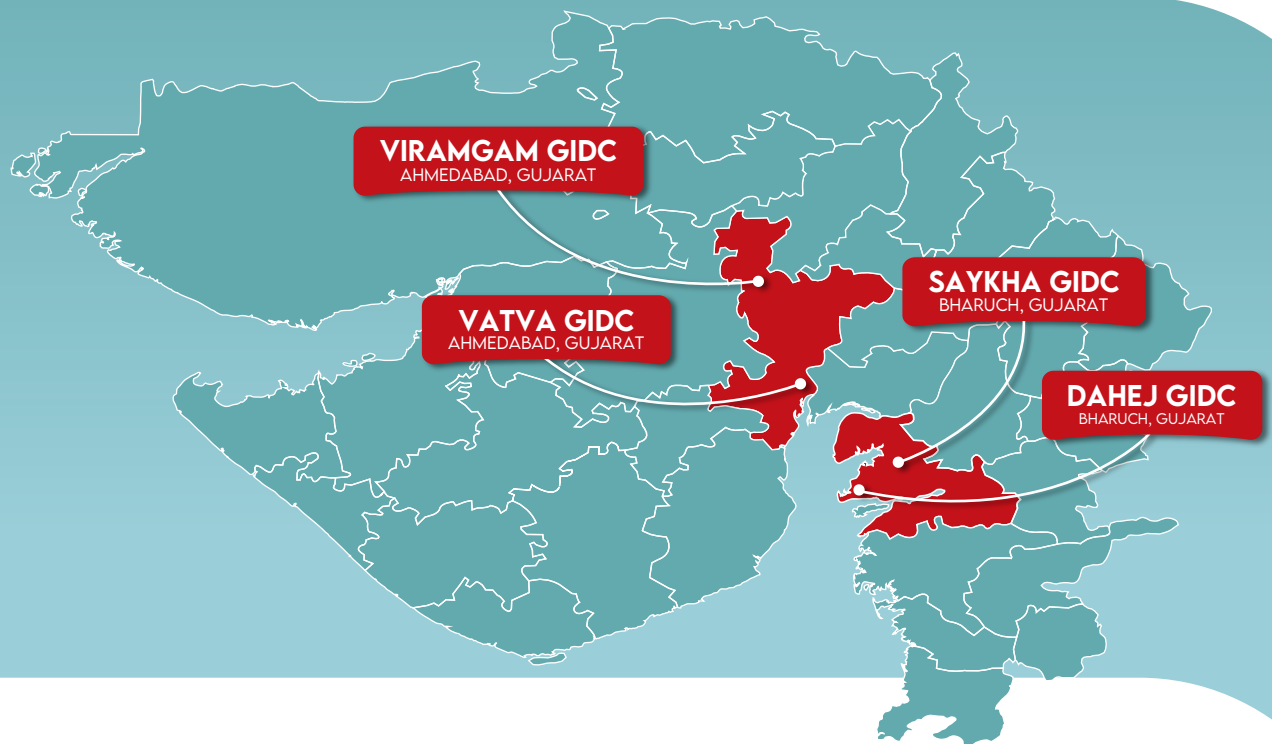 VIRAMGAM GIDC
AHMEDABAD, GUJARAT
VATVA GIDC
AHMEDABAD, GUJARAT
SAYKHA GIDC
BHARUCH, GUJARAT
DAHEJ GIDC
BHARUCH, GUJARAT